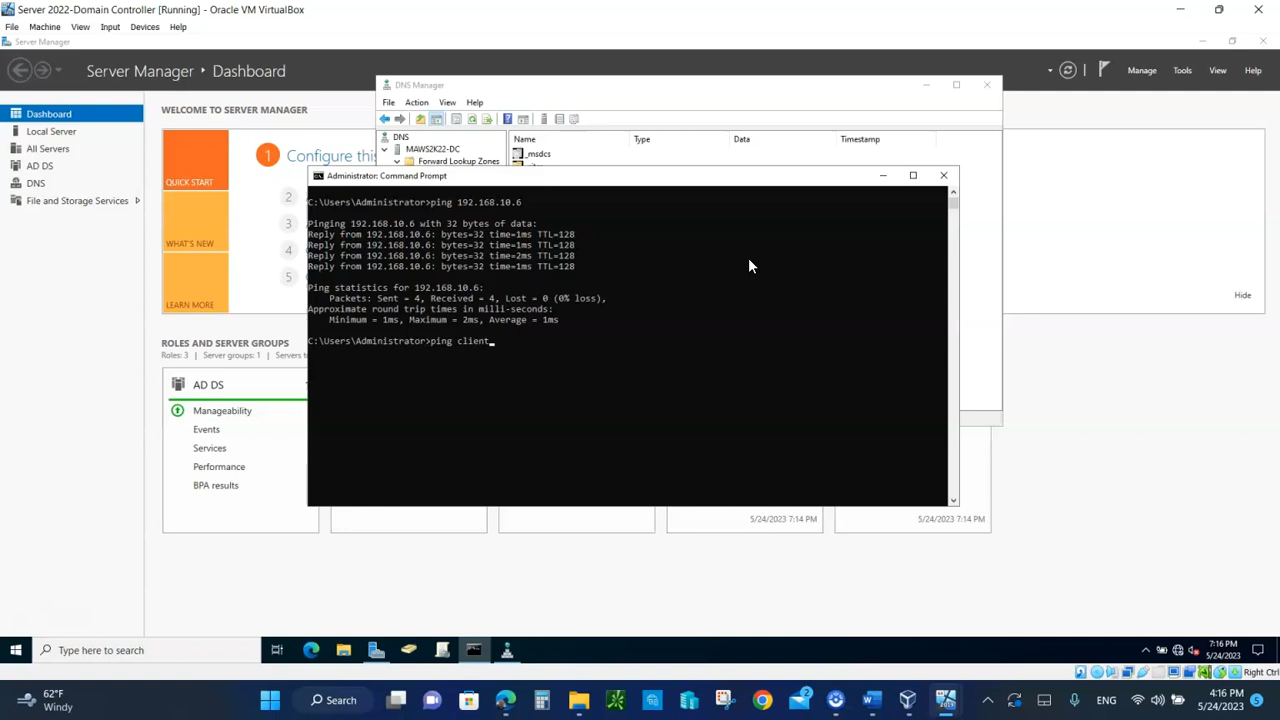 Server 2022-Domain Controller [Running] - Oracle VM VirtualBox
File Machine View Input Devices Help
Server Manager
Server Manager • Dashboard
Manage Tools View Help
Dashboard
Local Server
All Servers
AD DS
DNS
File and Storage Services
WELCOME TO SERVER MANAGER
QUICK START
WHAT'S NEW
LEARN MORE
1 Configure this
2
3
4
5
Hide
ROLES AND SERVER GROUPS
Roles: 3 | Server groups: 1 | Servers t
AD DS
Manageability
Events
Services
Performance
BPA results
5/24/2023 7:14 PM
5/24/2023 7:14 PM
DNS Manager
File Action View Help
DNS
MAWS2K22-DC
Forward Lookup Zones
Name Type Data Timestamp
_msdcs
Administrator: Command Prompt
C:\Users\Administrator>ping 192.168.10.6
Pinging 192.168.10.6 with 32 bytes of data:
Reply from 192.168.10.6: bytes=32 time=1ms TTL=128
Reply from 192.168.10.6: bytes=32 time=1ms TTL=128
Reply from 192.168.10.6: bytes=32 time=2ms TTL=128
Reply from 192.168.10.6: bytes=32 time=1ms TTL=128
Ping statistics for 192.168.10.6:
Packets: Sent = 4, Received = 4, Lost = 0 (0% loss),
Approximate round trip times in milli-seconds:
Minimum = 1ms, Maximum = 2ms, Average = 1ms
C:\Users\Administrator>ping client_
Type here to search
7:16 PM
5/24/2023
Right Ctrl
62°F
Windy
Search
2
ENG
4:16 PM
5/24/2023
5